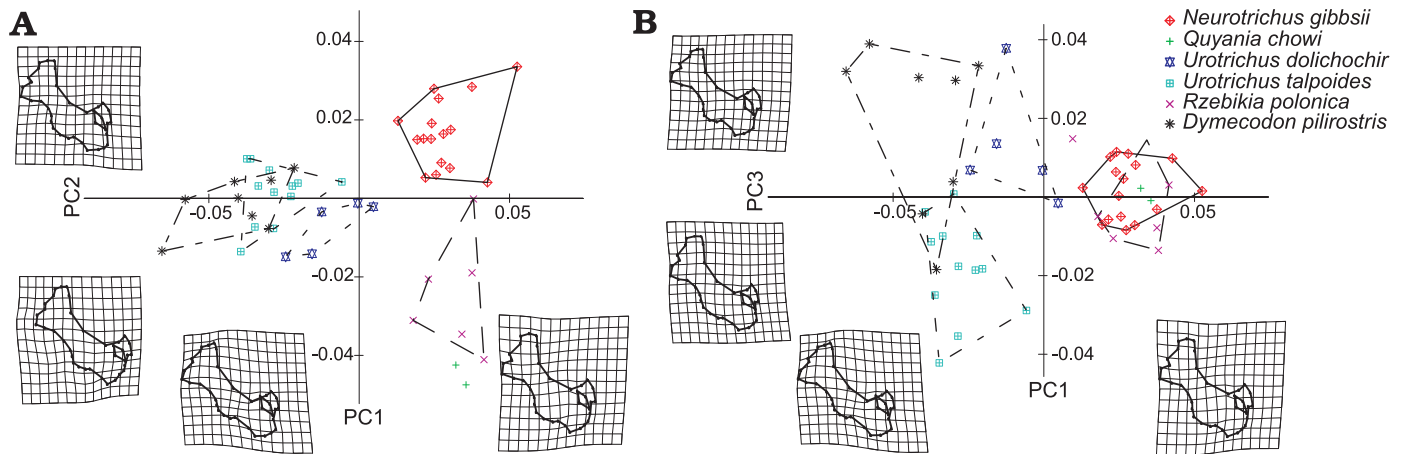 A
0.04
0.02
PC2
-0.05
0.05
-0.02
-0.04
PC1
B
0.04
0.02
PC3
-0.05
0.05
-0.02
-0.04
PC1
Neurotrichus gibbsii
Quyania chowi
Urotrichus dolichochir
Urotrichus talpoides
Rzebikia polonica
Dymecodon pilirostris